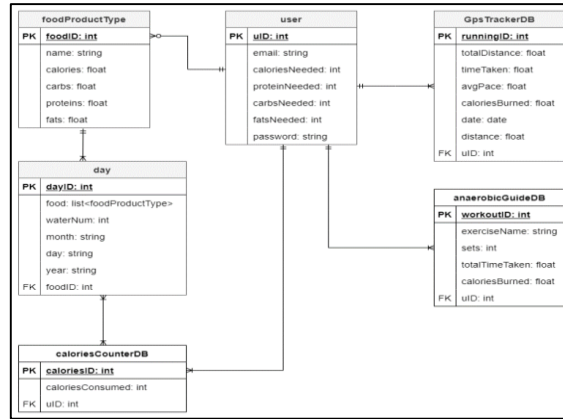 foodProductType
PK foodID: int
name: string
calories: float
carbs: float
proteins: float
fats: float
user
PK uID: int
email: string
caloriesNeeded: int
proteinNeeded: int
carbsNeeded: int
fatsNeeded: int
password: string
GpsTrackerDB
PK runningID: int
totalDistance: float
timeTaken: float
avgPace: float
caloriesBurned: float
date: date
distance: float
FK uID: int
day
PK dayID: int
food: list<foodProductType>
waterNum: int
month: string
day: string
year: string
FK foodID: int
anaerobicGuideDB
PK workoutID: int
exerciseName: string
sets: int
totalTimeTaken: float
caloriesBurned: float
FK uID: int
caloriesCounterDB
PK caloriesID: int
caloriesConsumed: int
FK uID: int